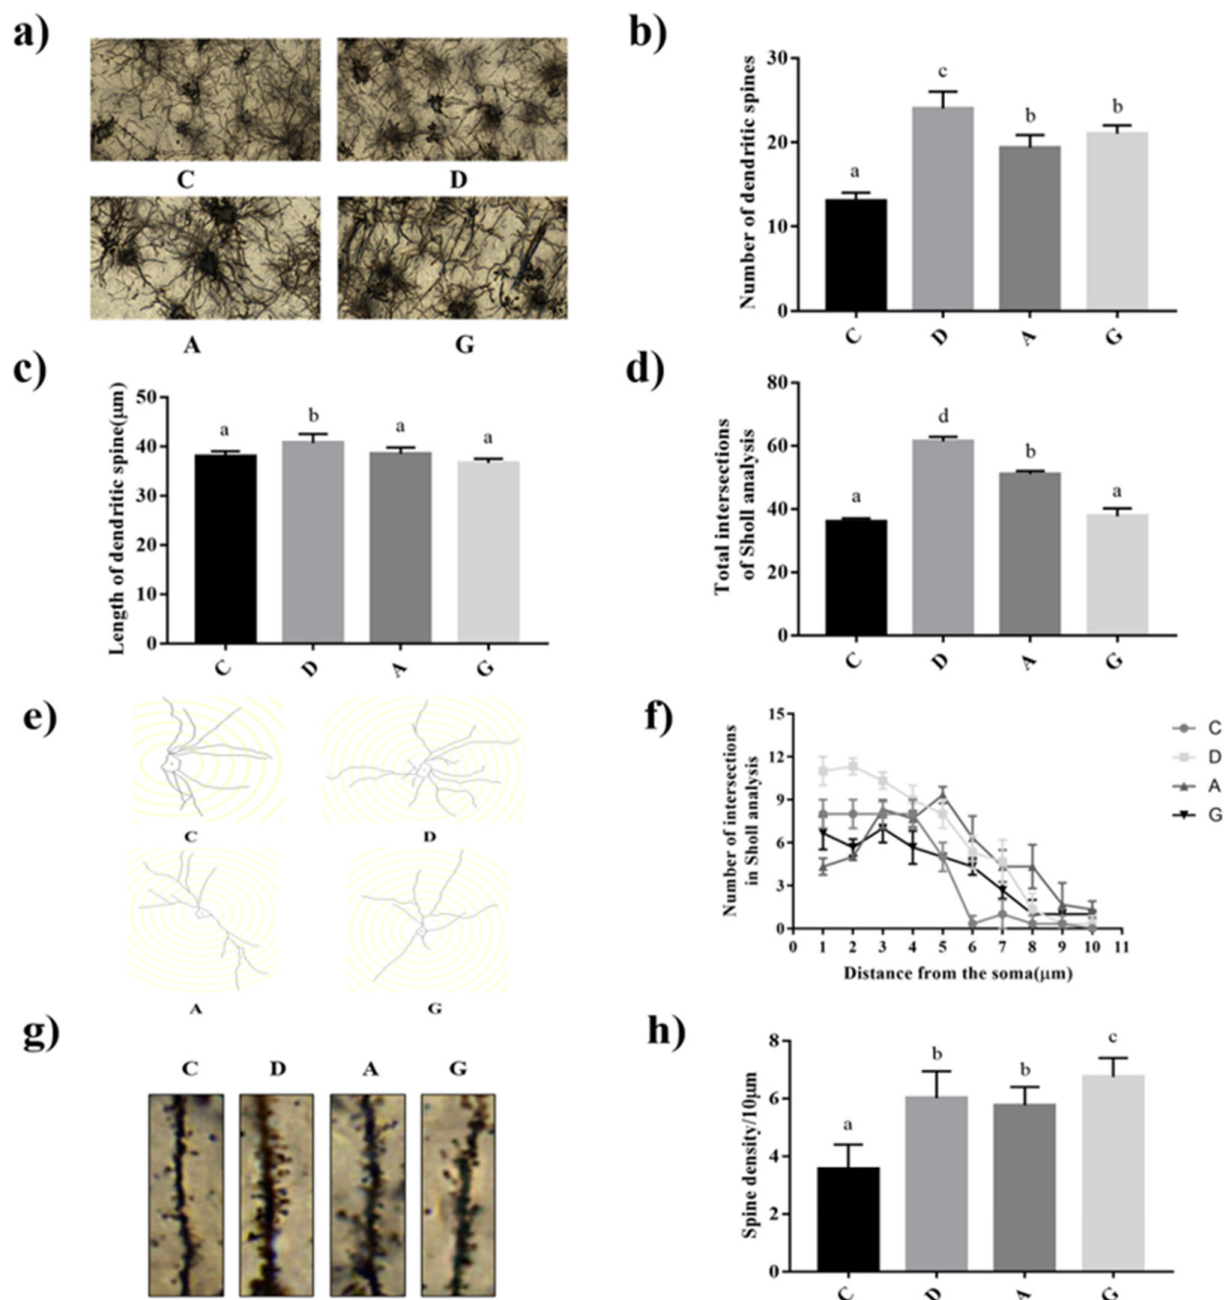 a)
C
D
A
G
b)
Number of dendritic spines
30
20
10
0
a
c
b
b
C
D
A
G
c)
Length of dendritic spine(μm)
50
40
30
20
10
0
a
b
a
a
C
D
A
G
d)
Total intersections
of Sholl analysis
80
60
40
20
0
a
d
b
a
C
D
A
G
e)
C
D
A
G
f)
Number of intersections
in Sholl analysis
15
12
9
6
3
0
0 1 2 3 4 5 6 7 8 9 10 11
Distance from the soma(μm)
C
D
A
G
g)
C D A G
h)
Spine density/10μm
8
6
4
2
0
a
b
b
c
C
D
A
G